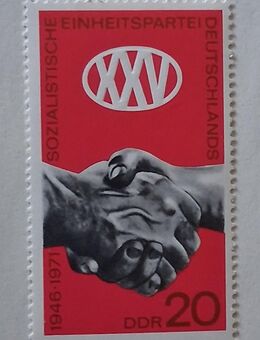 1946·1971 SOZIALISTISCHE
EINHEITSPARTEI
DEUTSCHLANDS
XXV
DDR 20